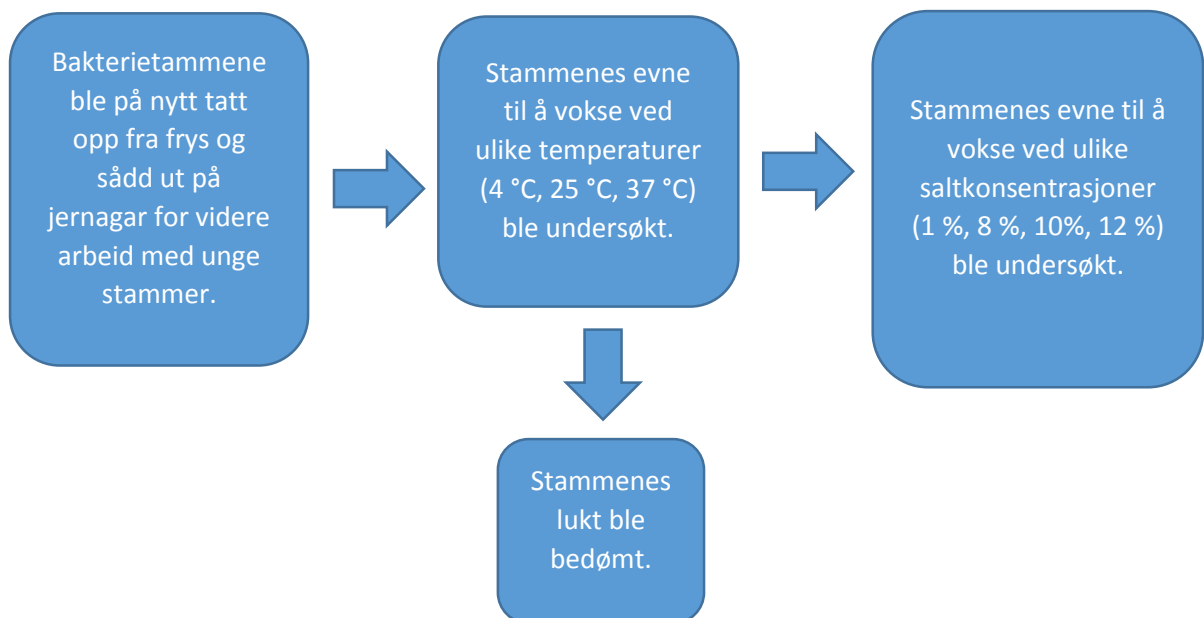 Bakterietammene
ble på nytt tatt
opp fra frys og
sådd ut på
jernagar for videre
arbeid med unge
stammer.
Stammenes evne
til å vokse ved
ulike temperaturer
(4 °C, 25 °C, 37 °C)
ble undersøkt.
Stammenes evne til å
vokse ved ulike
saltkonsentrasjoner
(1 %, 8 %, 10%, 12 %)
ble undersøkt.
Stammenes
lukt ble
bedømt.